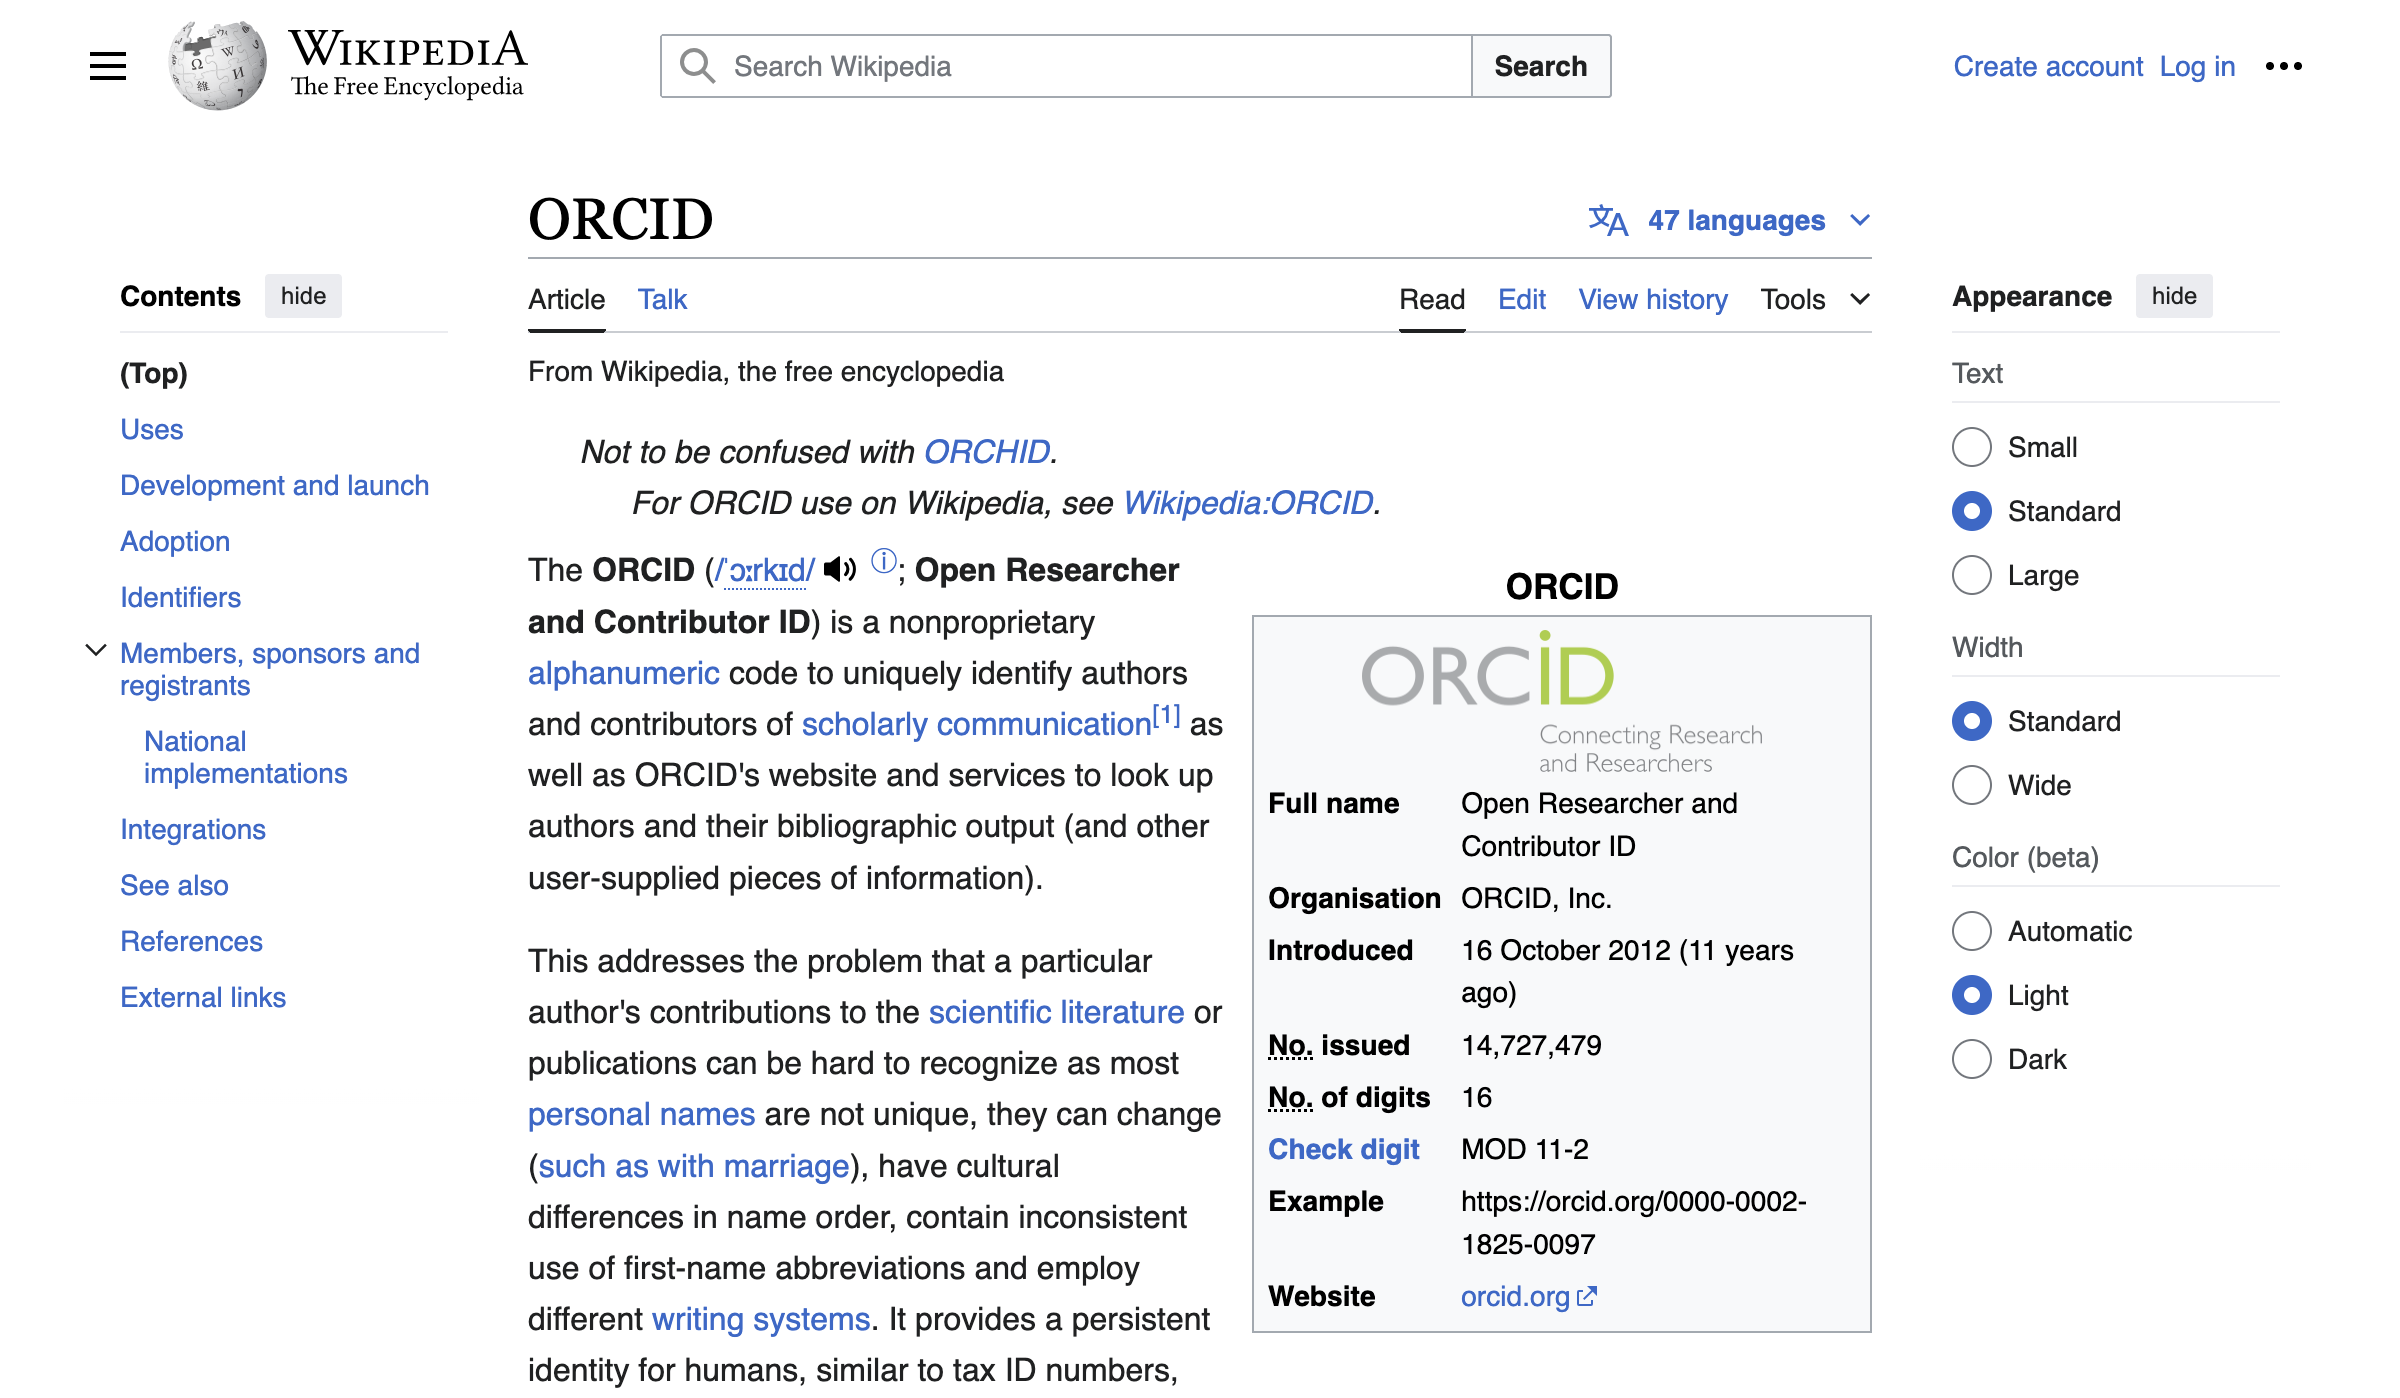 WIKIPEDIA
The Free Encyclopedia
Search Wikipedia
Search
Create account
Log in
Contents
hide
(Top)
Uses
Development and launch
Adoption
Identifiers
Members, sponsors and
registrants
National
implementations
Integrations
See also
References
External links
ORCID
47 languages
Article
Talk
Read
Edit
View history
Tools
From Wikipedia, the free encyclopedia
Not to be confused with ORCHID.
For ORCID use on Wikipedia, see Wikipedia:ORCID.
The ORCID (/ˈɔːrkɪd/ ⓘ; Open Researcher
and Contributor ID) is a nonproprietary
alphanumeric code to uniquely identify authors
and contributors of scholarly communication[1] as
well as ORCID's website and services to look up
authors and their bibliographic output (and other
user-supplied pieces of information).
This addresses the problem that a particular
author's contributions to the scientific literature or
publications can be hard to recognize as most
personal names are not unique, they can change
(such as with marriage), have cultural
differences in name order, contain inconsistent
use of first-name abbreviations and employ
different writing systems. It provides a persistent
identity for humans, similar to tax ID numbers,
ORCID
ORCiD
Connecting Research
and Researchers
Full name Open Researcher and
Contributor ID
Organisation ORCID, Inc.
Introduced 16 October 2012 (11 years
ago)
No. issued 14,727,479
No. of digits 16
Check digit MOD 11-2
Example https://orcid.org/0000-0002-
1825-0097
Website orcid.org
Appearance
hide
Text
Small
Standard
Large
Width
Standard
Wide
Color (beta)
Automatic
Light
Dark